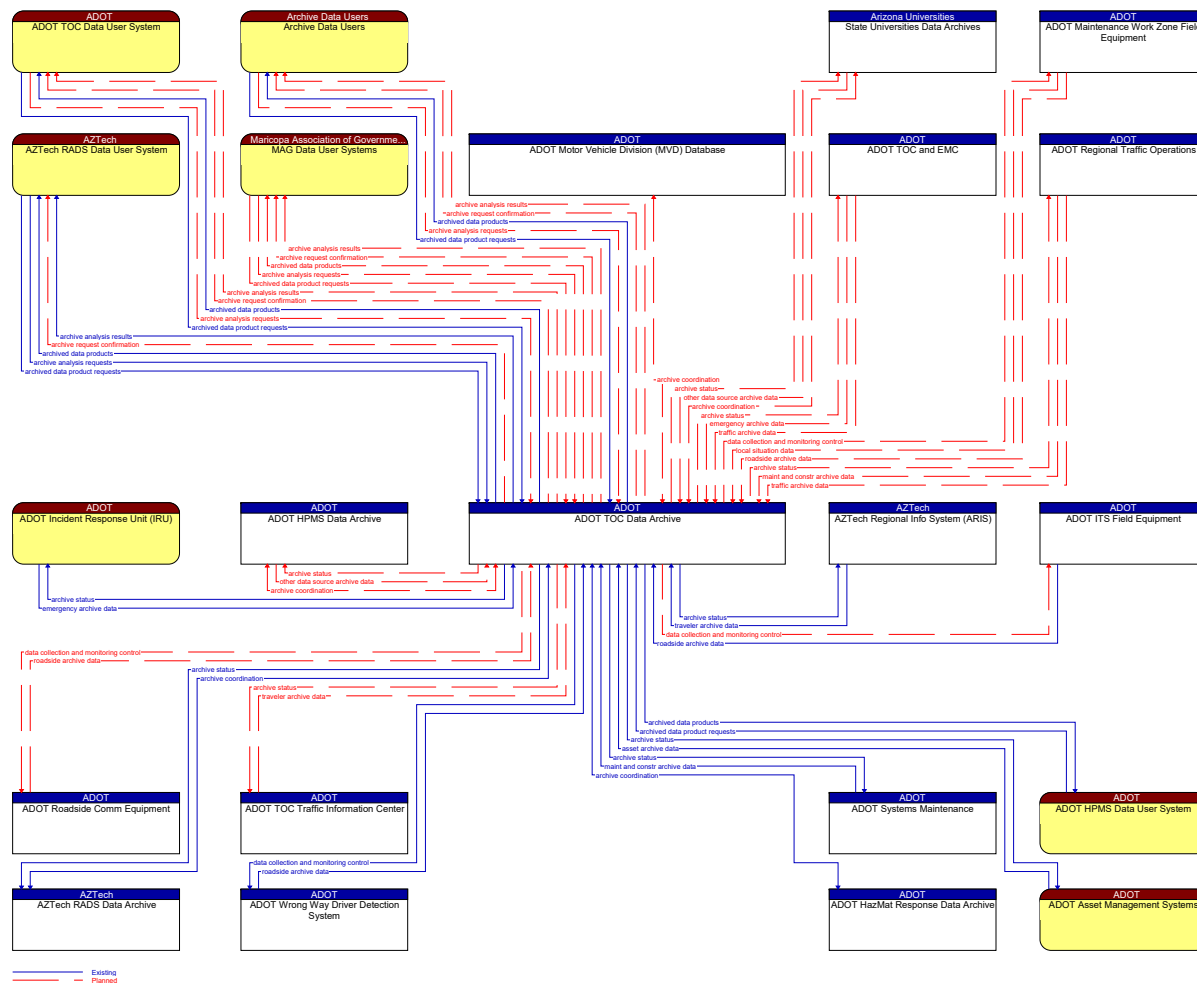 ADOT
ADOT TOC Data User System
Archive Data Users
Archive Data Users
Arizona Universities
State Universities Data Archives
ADOT
ADOT Maintenance Work Zone Field
Equipment
AZTech
AZTech RADS Data User System
Maricopa Association of Governme...
MAG Data User Systems
ADOT
ADOT Motor Vehicle Division (MVD) Database
ADOT
ADOT TOC and EMC
ADOT
ADOT Regional Traffic Operations
archive analysis results
archive request confirmation
archived data products
archive analysis requests
archived data product requests
archive analysis results
archive request confirmation
archived data products
archive analysis requests
archived data product requests
archive analysis results
archive request confirmation
archived data products
archive analysis requests
archived data product requests
archive analysis results
archive request confirmation
archived data products
archive analysis requests
archived data product requests
archive coordination
archive status
other data source archive data
archive coordination
archive status
emergency archive data
traffic archive data
data collection and monitoring control
local situation data
roadside archive data
archive status
maint and constr archive data
traffic archive data
ADOT
ADOT Incident Response Unit (IRU)
ADOT
ADOT HPMS Data Archive
ADOT
ADOT TOC Data Archive
AZTech
AZTech Regional Info System (ARIS)
ADOT
ADOT ITS Field Equipment
archive status
other data source archive data
archive coordination
archive status
emergency archive data
archive status
traveler archive data
data collection and monitoring control
roadside archive data
data collection and monitoring control
roadside archive data
archive status
archive coordination
archive status
traveler archive data
archived data products
archived data product requests
archive status
asset archive data
archive status
maint and constr archive data
archive coordination
ADOT
ADOT Roadside Comm Equipment
ADOT
ADOT TOC Traffic Information Center
ADOT
ADOT Systems Maintenance
ADOT
ADOT HPMS Data User System
data collection and monitoring control
roadside archive data
AZTech
AZTech RADS Data Archive
ADOT
ADOT Wrong Way Driver Detection
System
ADOT
ADOT HazMat Response Data Archive
ADOT
ADOT Asset Management Systems
Existing
Planned